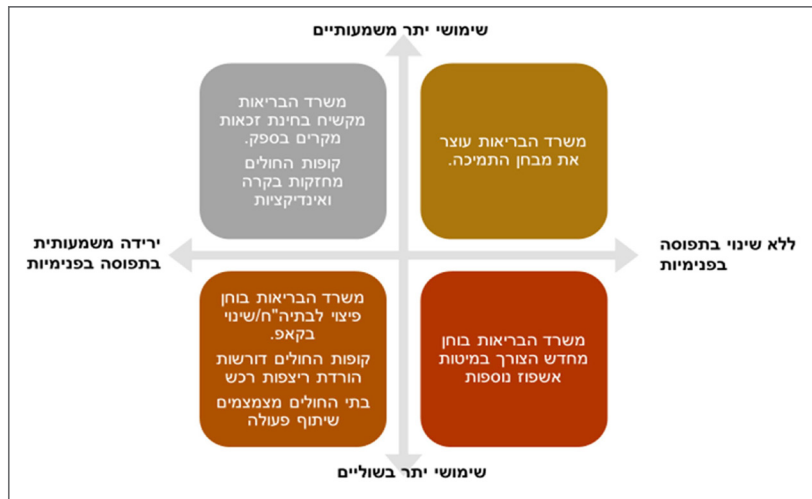 שימושי יתר משמעותיים
משרד הבריאות
מקשיח בחינת זכאות
מקרים בספק.
קופות החולים
מחזקות בקרה
ואינדיקציות
משרד הבריאות עוצר
את מבחן התמיכה.
ירידה משמעותית
בתפוסה בפנימיות
ללא שינוי בתפוסה
בפנימיות
משרד הבריאות בוחן
פיצוי לבתיה"ח/שינוי
בקאפ.
קופות החולים דורשות
הורדת ריצפות רכש
בתי החולים מצמצמים
שיתוף פעולה
משרד הבריאות בוחן
מחדש הצורך במיטות
אשפוז נוספות
שימושי יתר בשוליים